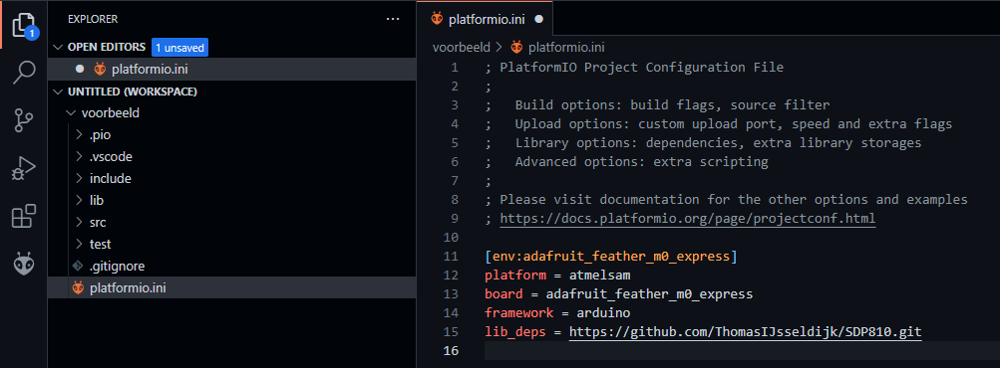 EXPLORER
...
OPEN EDITORS 1 unsaved
platformio.ini
UNTITLED (WORKSPACE)
voorbeeld
.pio
.vscode
include
lib
src
test
.gitignore
platformio.ini
1
platformio.ini
voorbeeld > platformio.ini
1 ; PlatformIO Project Configuration File
2 ;
3 ;   Build options: build flags, source filter
4 ;   Upload options: custom upload port, speed and extra flags
5 ;   Library options: dependencies, extra library storages
6 ;   Advanced options: extra scripting
7 ;
8 ; Please visit documentation for the other options and examples
9 ; https://docs.platformio.org/page/projectconf.html
10
11 [env:adafruit_feather_m0_express]
12 platform = atmelsam
13 board = adafruit_feather_m0_express
14 framework = arduino
15 lib_deps = https://github.com/ThomasIJsseldijk/SDP810.git
16